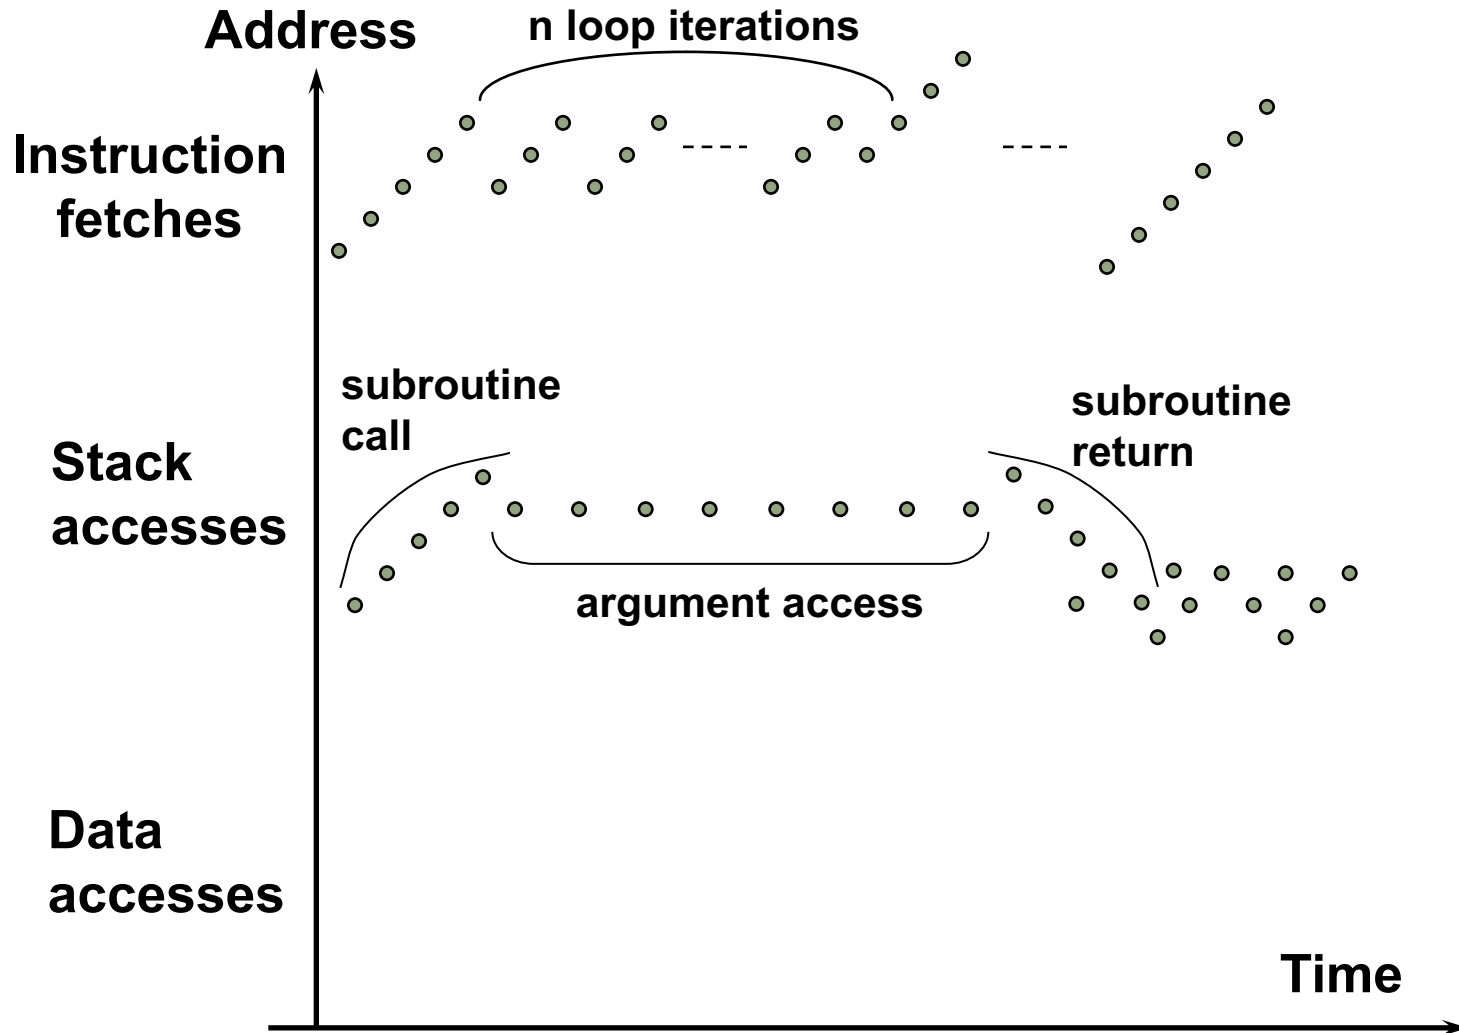 Address
n loop iterations
Instruction
fetches
subroutine
call
subroutine
return
Stack
accesses
argument access
Data
accesses
Time